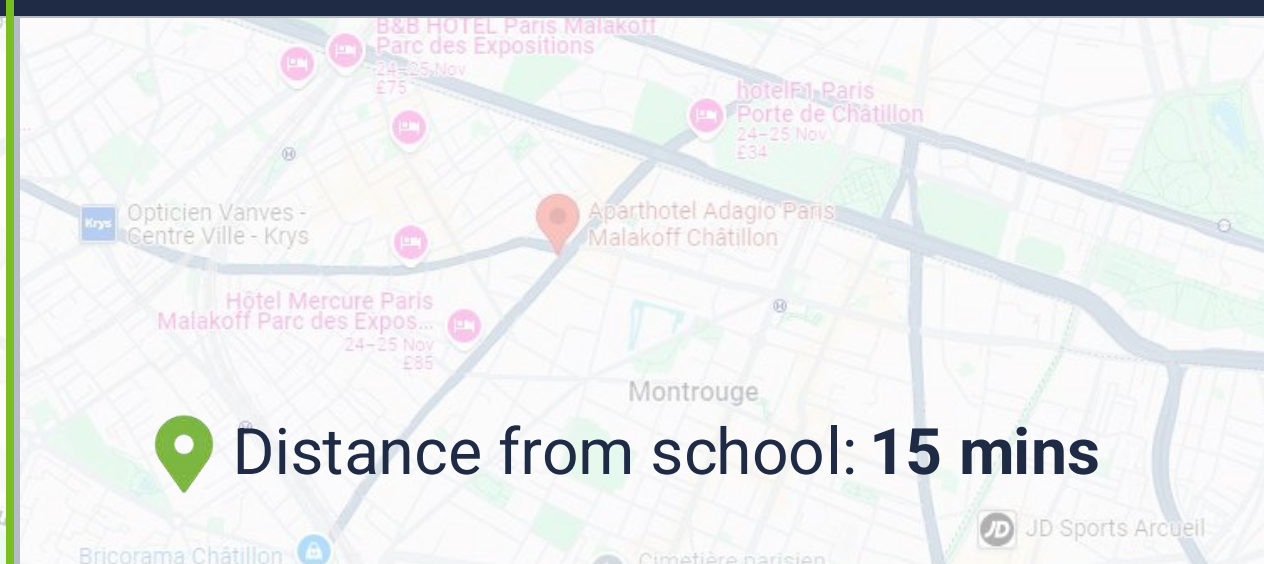 B&B HOTEL Paris Malakoff
Parc des Expositions
24–25 Nov
£75
hotelF1 Paris
Porte de Châtillon
24–25 Nov
£34
Krys
Opticien Vanves -
Centre Ville - Krys
Aparthotel Adagio Paris
Malakoff Châtillon
Hôtel Mercure Paris
Malakoff Parc des Expos...
24–25 Nov
£85
Montrouge
Distance from school: 15 mins
JD
JD Sports Arcueil
Bricorama Châtillon
Cimetière parisien